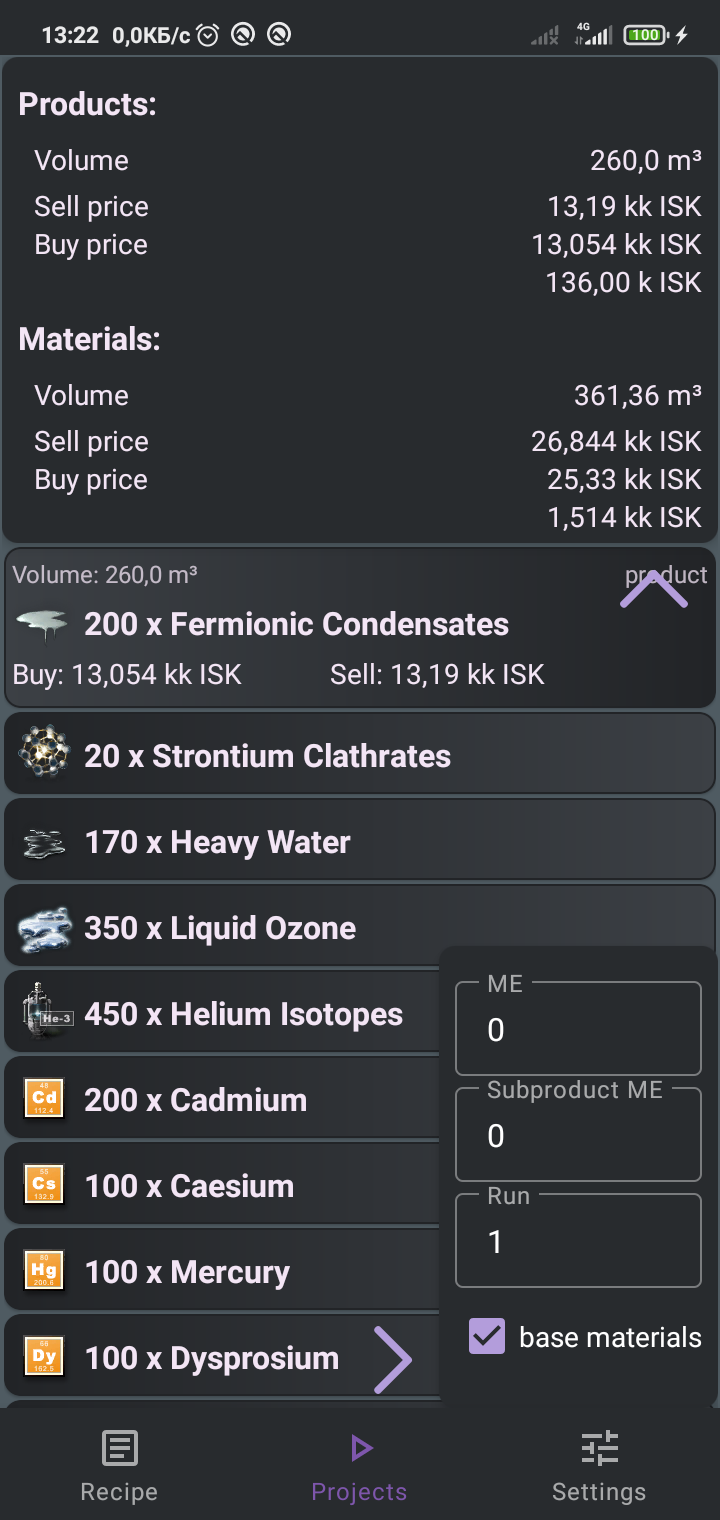 13:22 0,0КБ/с 4G 100
Products:
Volume 260,0 m³
Sell price 13,19 kk ISK
Buy price 13,054 kk ISK
136,00 k ISK
Materials:
Volume 361,36 m³
Sell price 26,844 kk ISK
Buy price 25,33 kk ISK
1,514 kk ISK
Volume: 260,0 m³ product
200 x Fermionic Condensates
Buy: 13,054 kk ISK Sell: 13,19 kk ISK
20 x Strontium Clathrates
170 x Heavy Water
350 x Liquid Ozone
He-3 450 x Helium Isotopes
48
Cd 200 x Cadmium
112.4
55
Cs 100 x Caesium
132.9
80
Hg 100 x Mercury
200.6
66
Dy 100 x Dysprosium
162.5
ME
0
Subproduct ME
0
Run
1
base materials
Recipe Projects Settings